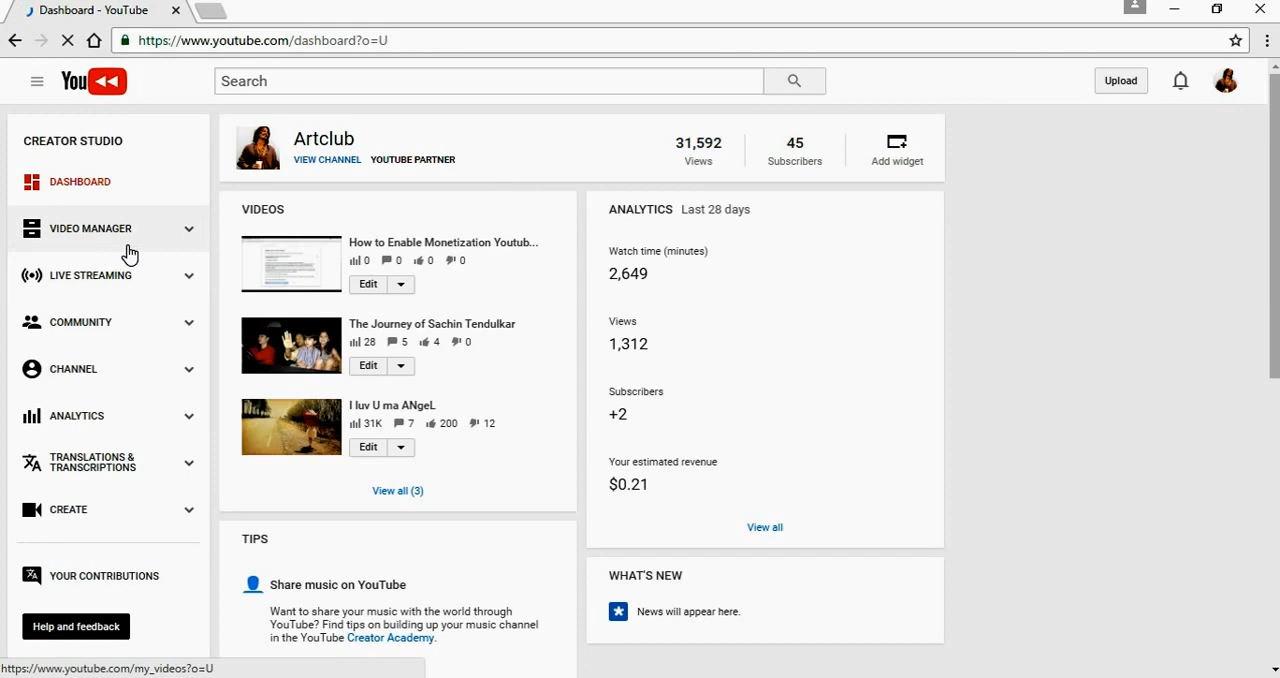 Dashboard - YouTube
https://www.youtube.com/dashboard?o=U
You
Search
Upload
CREATOR STUDIO
DASHBOARD
VIDEO MANAGER
LIVE STREAMING
COMMUNITY
CHANNEL
ANALYTICS
TRANSLATIONS &
TRANSCRIPTIONS
CREATE
YOUR CONTRIBUTIONS
Help and feedback
Artclub
VIEW CHANNEL YOUTUBE PARTNER
31,592
Views
45
Subscribers
Add widget
VIDEOS
How to Enable Monetization Youtub...
0 0 0 0
Edit
The Journey of Sachin Tendulkar
28 5 4 0
Edit
I luv U ma ANgeL
31K 7 200 12
Edit
View all (3)
ANALYTICS Last 28 days
Watch time (minutes)
2,649
Views
1,312
Subscribers
+2
Your estimated revenue
$0.21
View all
TIPS
Share music on YouTube
Want to share your music with the world through
YouTube? Find tips on building up your music channel
in the YouTube Creator Academy.
WHAT'S NEW
News will appear here.
https://www.youtube.com/my_videos?o=U